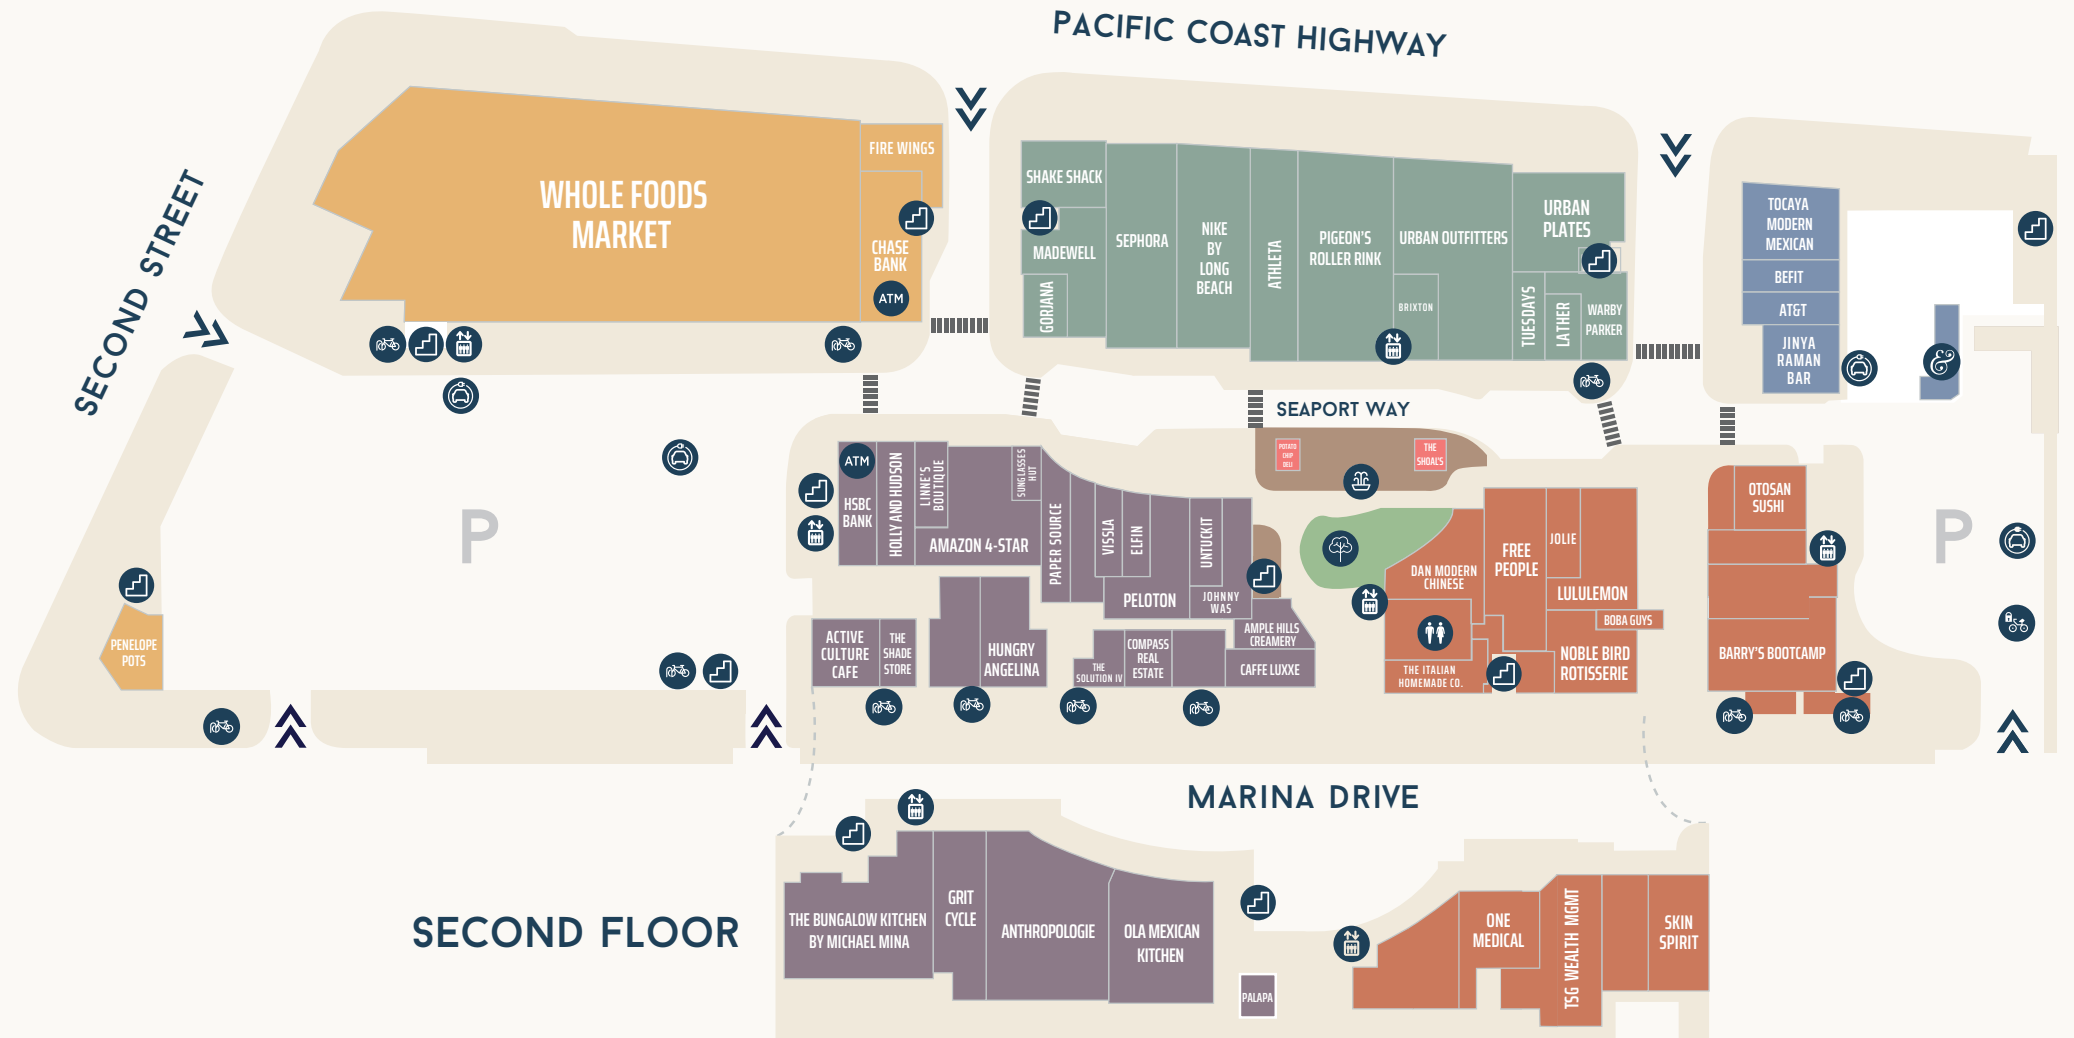 PACIFIC COAST HIGHWAY
SECOND STREET
WHOLE FOODS
MARKET
FIRE WINGS
CHASE
BANK
ATM
SHAKE SHACK
MADEWELL
GORJANA
SEPHORA
NIKE
BY
LONG
BEACH
ATHLETA
PIGEON'S
ROLLER RINK
URBAN OUTFITTERS
BRIXTON
URBAN
PLATES
TUESDAYS
LATHER
WARBY
PARKER
TOCAYA
MODERN
MEXICAN
BEFIT
AT&T
JINYA
RAMAN
BAR
&
SEAPORT WAY
POTATO
CHIP
DELI
THE
SHOAL'S
P
PENELOPE
POTS
ATM
HSBC
BANK
HOLLY AND HUDSON
LINNE'S
BOUTIQUE
AMAZON 4-STAR
SUNGLASSES
HUT
PAPER SOURCE
VISSLA
ELFIN
PELOTON
UNTUCKIT
JOHNNY
WAS
ACTIVE
CULTURE
CAFE
THE
SHADE
STORE
HUNGRY
ANGELINA
THE
SOLUTION IV
COMPASS
REAL
ESTATE
AMPLE HILLS
CREAMERY
CAFFE LUXXE
DAN MODERN
CHINESE
THE ITALIAN
HOMEMADE CO.
FREE
PEOPLE
JOLIE
LULULEMON
BOBA GUYS
NOBLE BIRD
ROTISSERIE
OTOSAN
SUSHI
BARRY'S BOOTCAMP
P
MARINA DRIVE
SECOND FLOOR
THE BUNGALOW KITCHEN
BY MICHAEL MINA
GRIT
CYCLE
ANTHROPOLOGIE
OLA MEXICAN
KITCHEN
PALAPA
ONE
MEDICAL
TSG WEALTH MGMT
SKIN
SPIRIT